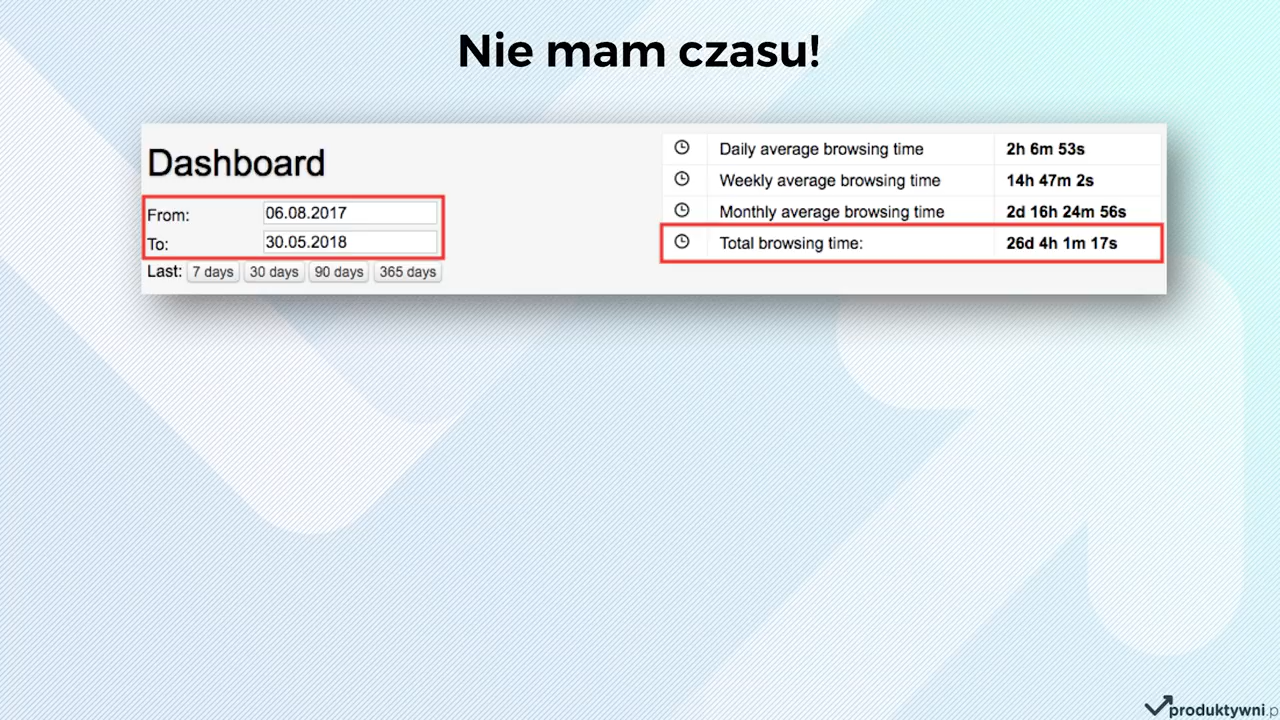 Nie mam czasu!
Dashboard
From: 06.08.2017
To: 30.05.2018
Last: 7 days 30 days 90 days 365 days
Daily average browsing time 2h 6m 53s
Weekly average browsing time 14h 47m 2s
Monthly average browsing time 2d 16h 24m 56s
Total browsing time: 26d 4h 1m 17s
produktywni.p